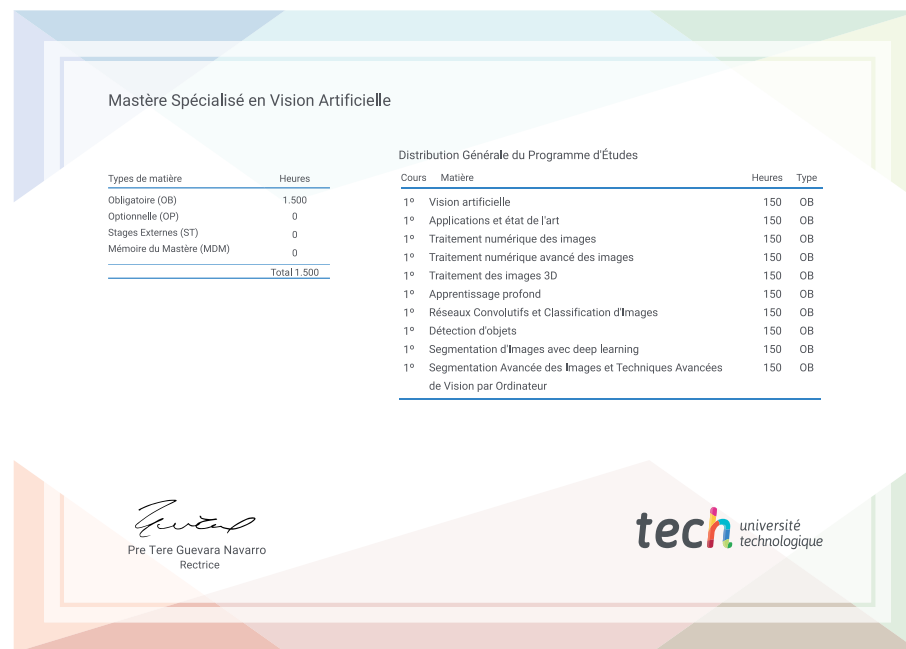 Mastère Spécialisé en Vision Artificielle
Types de matière Heures
Obligatoire (OB) 1.500
Optionnelle (OP) 0
Stages Externes (ST) 0
Mémoire du Mastère (MDM) 0
Total 1.500
Distribution Générale du Programme d'Études
Cours Matière Heures Type
1º Vision artificielle 150 OB
1º Applications et état de l'art 150 OB
1º Traitement numérique des images 150 OB
1º Traitement numérique avancé des images 150 OB
1º Traitement des images 3D 150 OB
1º Apprentissage profond 150 OB
1º Réseaux Convolutifs et Classification d'Images 150 OB
1º Détection d'objets 150 OB
1º Segmentation d'Images avec deep learning 150 OB
1º Segmentation Avancée des Images et Techniques Avancées 150 OB
de Vision par Ordinateur
Pre Tere Guevara Navarro
Rectrice
tech université
technologique